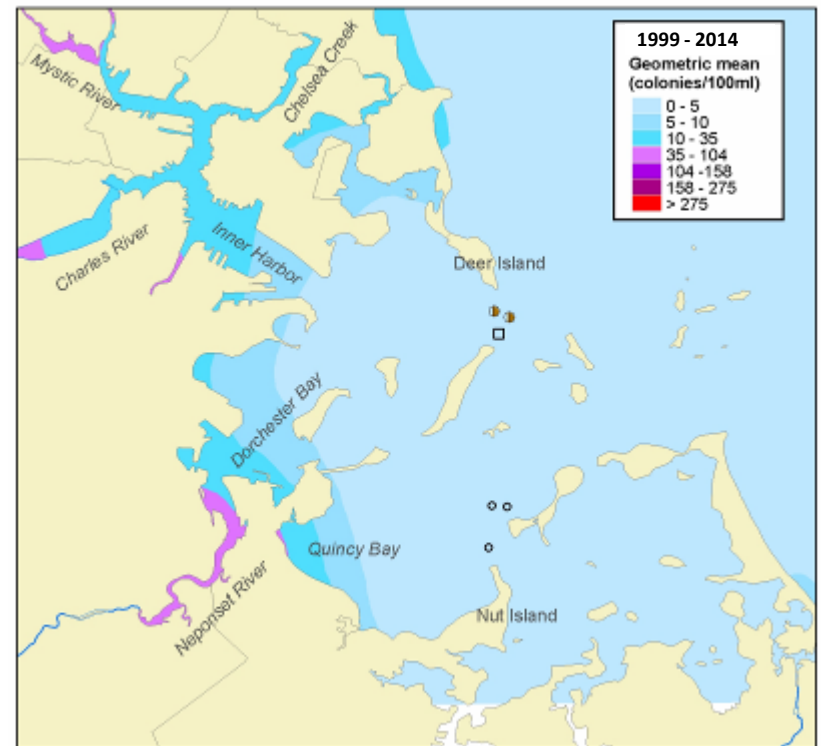 1999 - 2014
Geometric mean
(colonies/100ml)
0 - 5
5 - 10
10 - 35
35 - 104
104 -158
158 - 275
> 275
Mystic River
Chelsea Creek
Charles River
Inner Harbor
Deer Island
Dorchester Bay
Quincy Bay
Neponset River
Nut Island